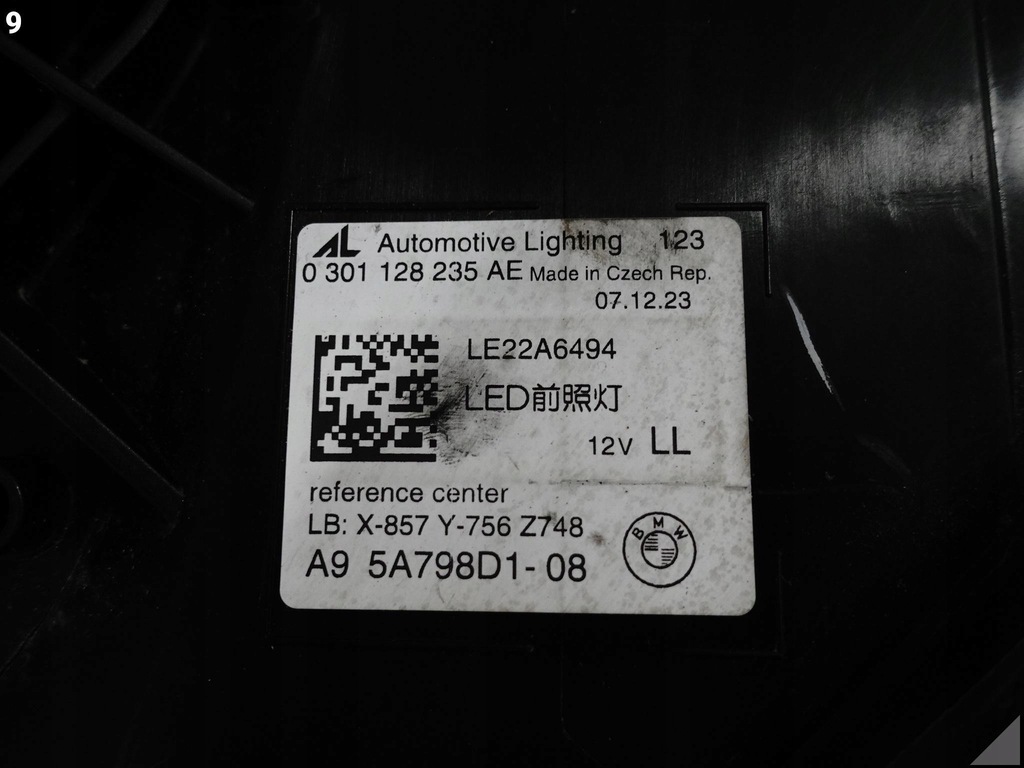 9
AL Automotive Lighting 123
0 301 128 235 AE Made in Czech Rep.
07.12.23
LE22A6494
LED前照灯
12V LL
reference center
LB: X-857 Y-756 Z748
A9 5A798D1-08
BMW